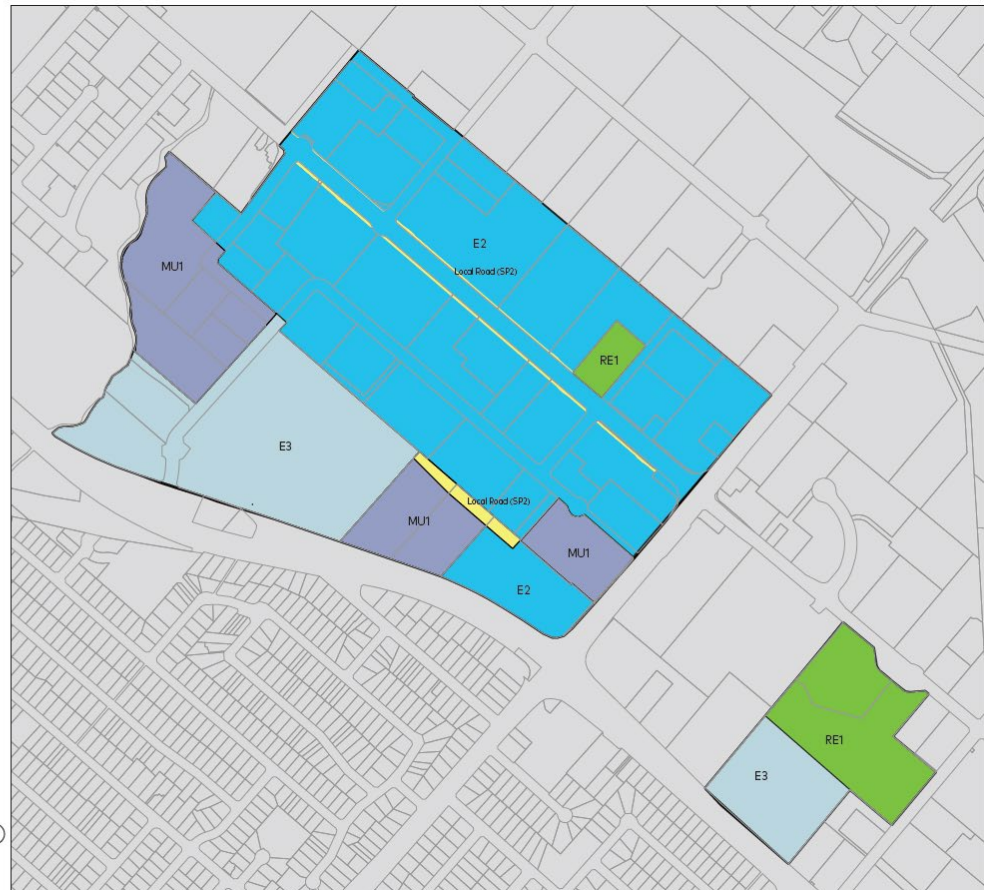 E2
Local Road (SP2)
MU1
RE1
E3
Local Road (SP2)
MU1
MU1
E2
RE1
E3